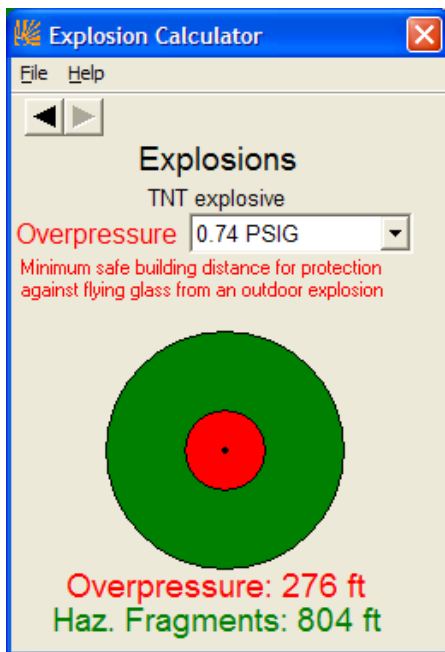 Explosion Calculator
File Help
Explosions
TNT explosive
Overpressure 0.74 PSIG
Minimum safe building distance for protection
against flying glass from an outdoor explosion
Overpressure: 276 ft
Haz. Fragments: 804 ft